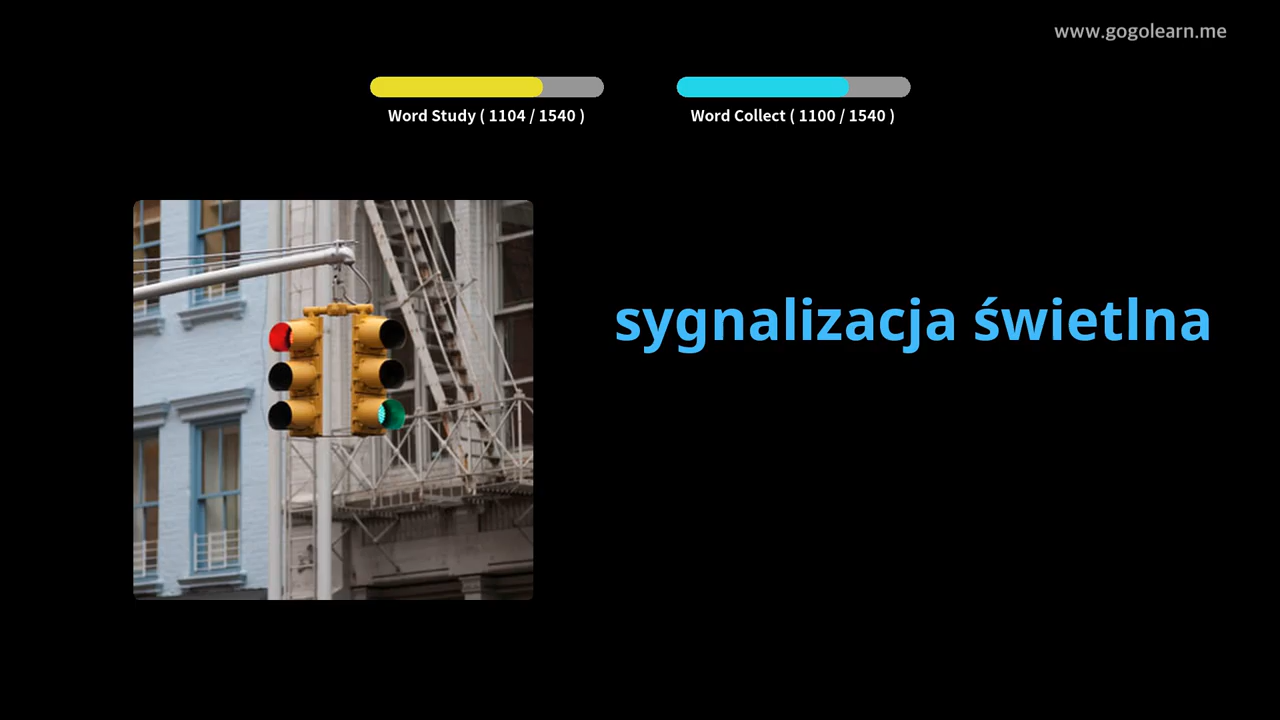 www.gogolearn.me
Word Study ( 1104 / 1540 )
Word Collect ( 1100 / 1540 )
sygnalizacja świetlna